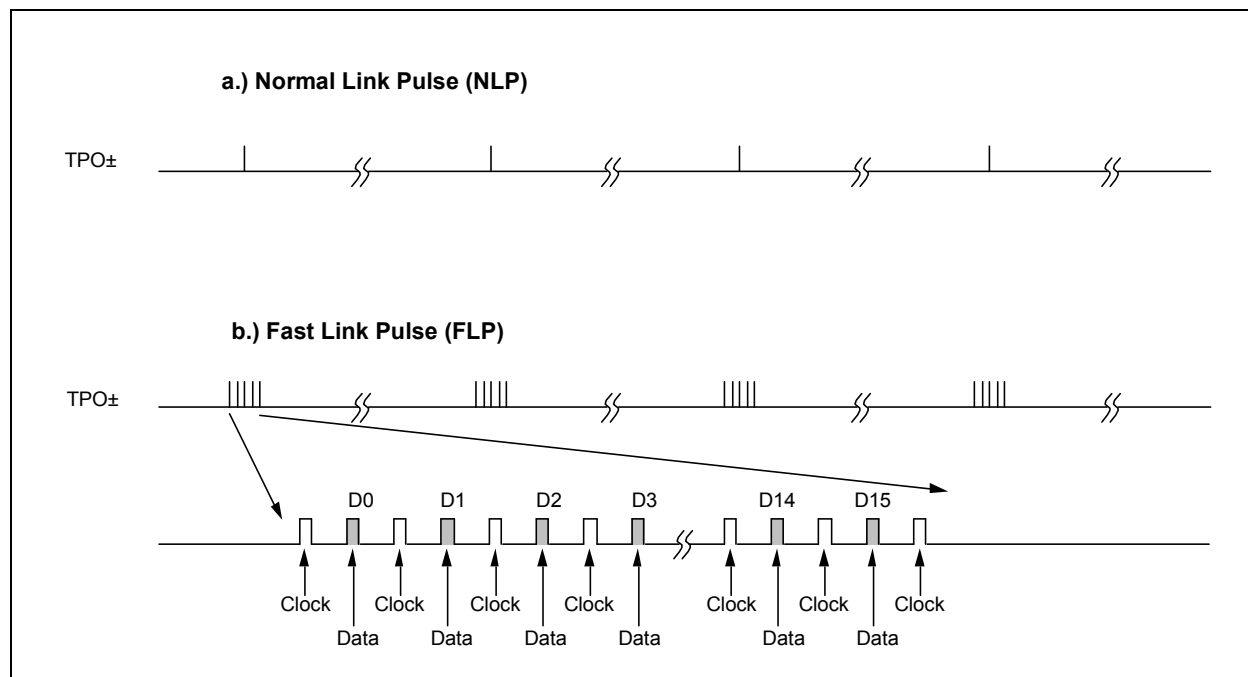 a.) Normal Link Pulse (NLP)
TPO±
b.) Fast Link Pulse (FLP)
TPO±
D0 D1 D2 D3 D14 D15
Clock Clock Clock Clock Clock Clock Clock
Data Data Data Data Data Data